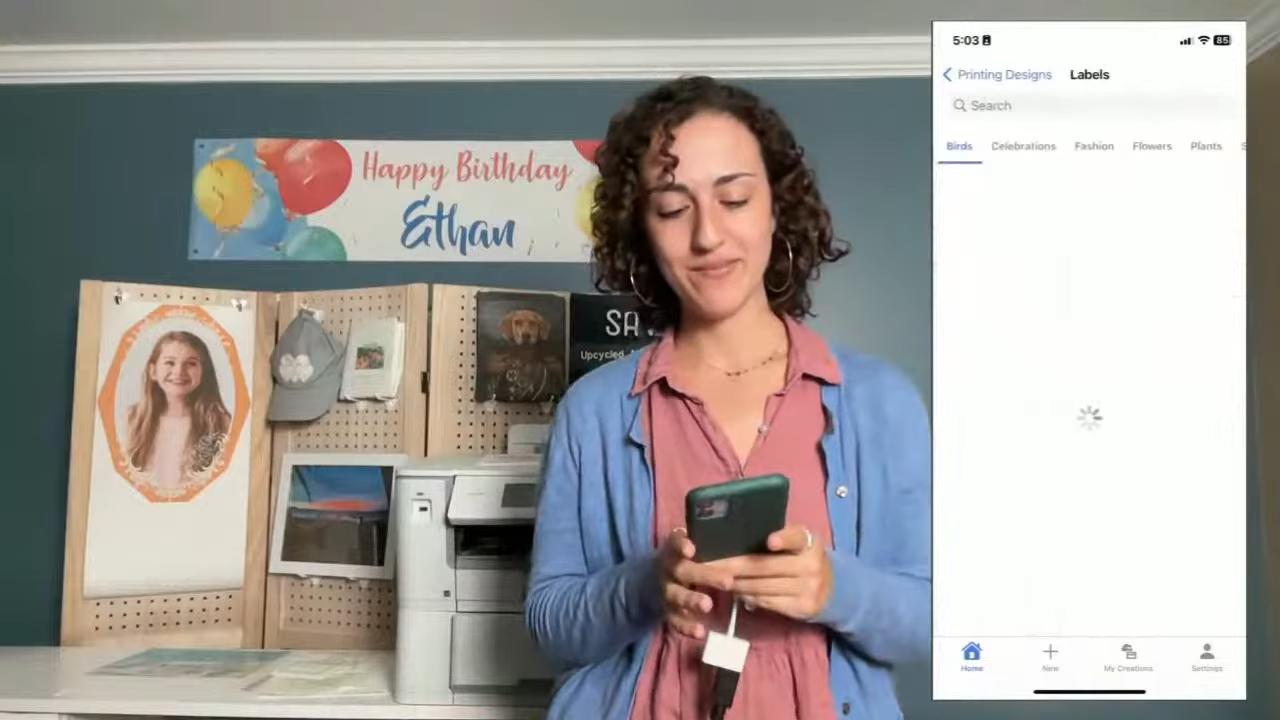 Happy Birthday
Ethan
SA
Upcycled
5:03
85
Printing Designs
Labels
Search
Birds
Celebrations
Fashion
Flowers
Plants
S
Home
New
My Creations
Settings